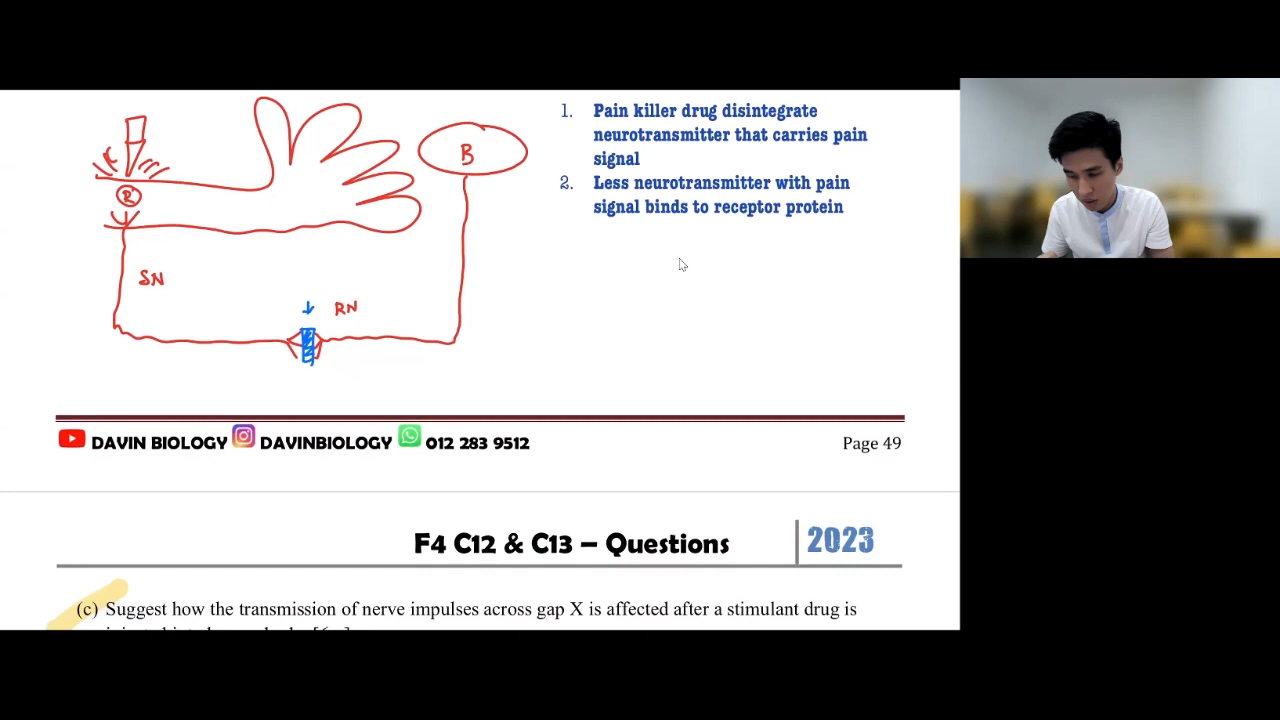 B
R
SN
RN
1. Pain killer drug disintegrate
neurotransmitter that carries pain
signal
2. Less neurotransmitter with pain
signal binds to receptor protein
DAVIN BIOLOGY DAVINBIOLOGY 012 283 9512
Page 49
F4 C12 & C13 – Questions
2023
(c) Suggest how the transmission of nerve impulses across gap X is affected after a stimulant drug is